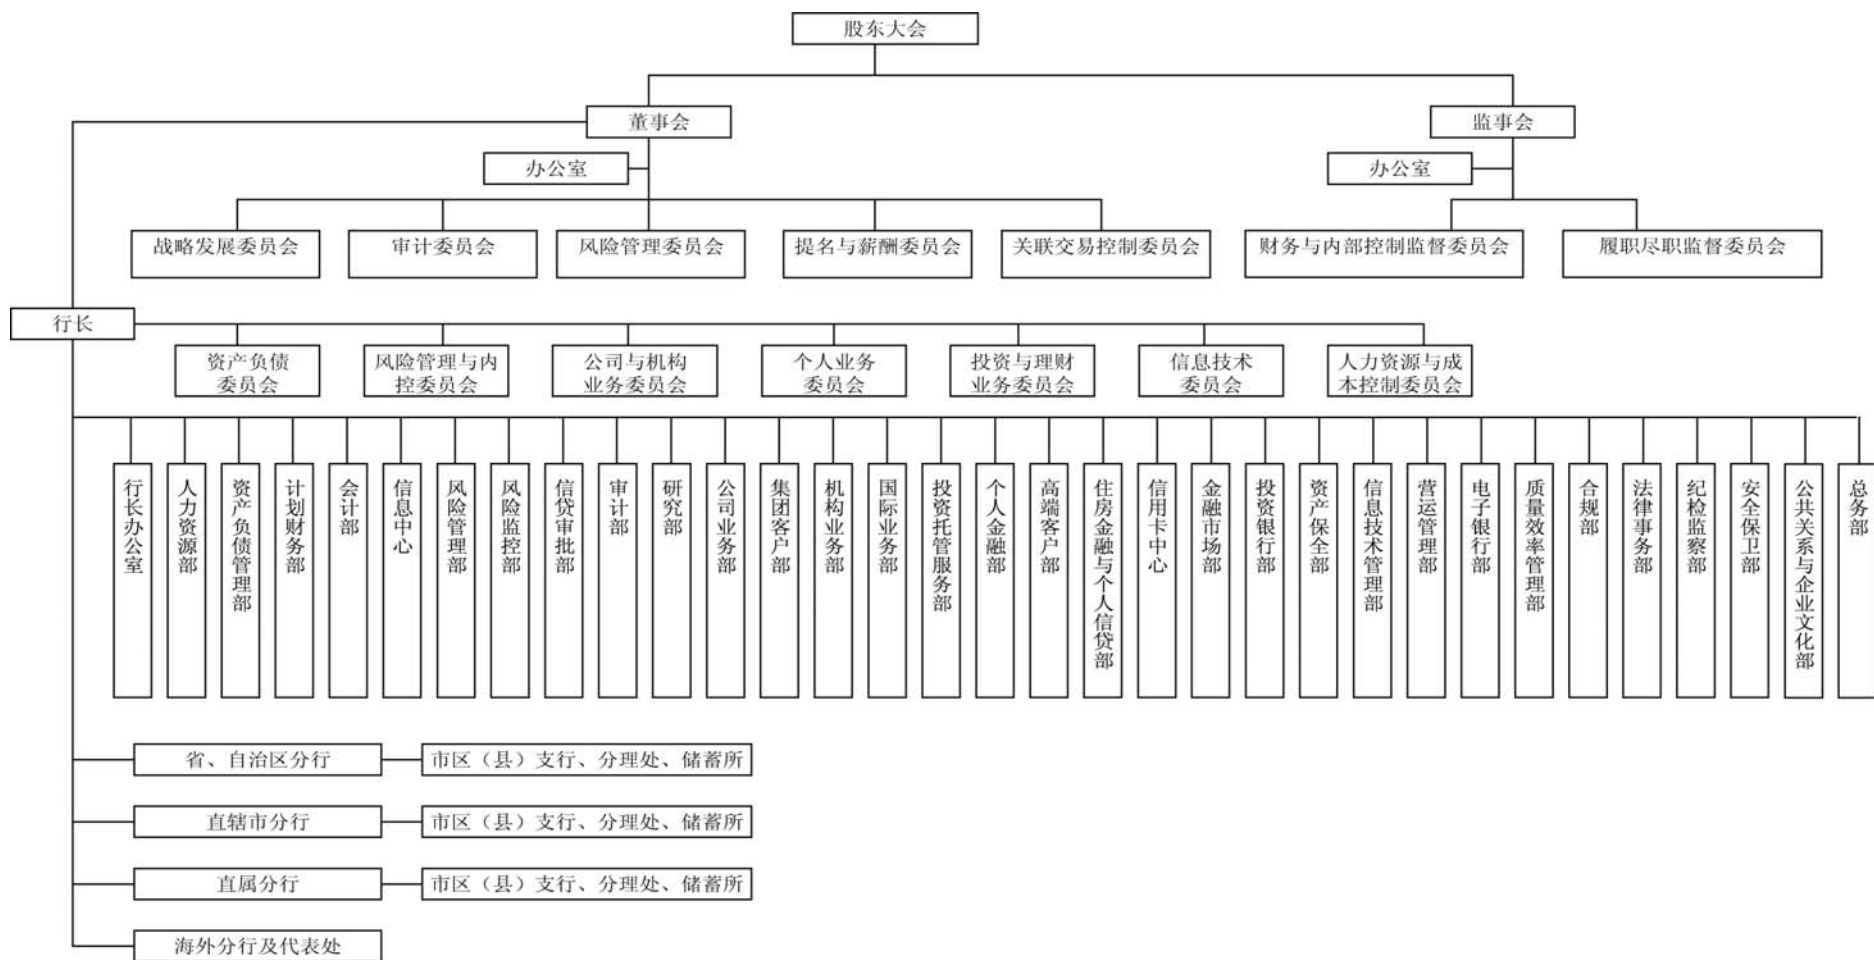 股东大会
董事会
监事会
办公室
办公室
战略发展委员会
审计委员会
风险管理委员会
提名与薪酬委员会
关联交易控制委员会
财务与内部控制监督委员会
履职尽职监督委员会
行长
资产负债
委员会
风险管理与内
控委员会
公司与机构
业务委员会
个人业务
委员会
投资与理财
业务委员会
信息技术
委员会
人力资源与成
本控制委员会
行长办公室
人力资源部
资产负债管理部
计划财务部
会计部
信息中心
风险管理部
风险监控部
信贷审批部
审计部
研究部
公司业务部
集团客户部
机构业务部
国际业务部
投资托管服务部
个人金融部
高端客户部
住房金融与个人信贷部
信用卡中心
金融市场部
投资银行部
资产保全部
信息技术管理部
营运管理部
电子银行部
质量效率管理部
合规部
法律事务部
纪检监察部
安全保卫部
公共关系与企业文化部
总务部
省、自治区分行
市区（县）支行、分理处、储蓄所
直辖市分行
市区（县）支行、分理处、储蓄所
直属分行
市区（县）支行、分理处、储蓄所
海外分行及代表处